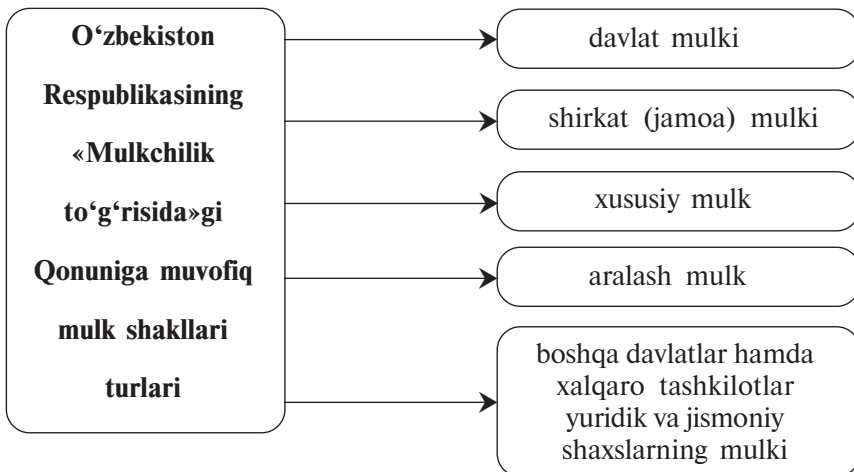 O‘zbekiston
Respublikasining
«Mulkchilik
to‘g‘risida»gi
Qonuniga muvofiq
mulk shakllari
turlari
davlat mulki
shirkat (jamoa) mulki
xususiy mulk
aralash mulk
boshqa davlatlar hamda
xalqaro tashkilotlar
yuridik va jismoniy
shaxslarning mulki